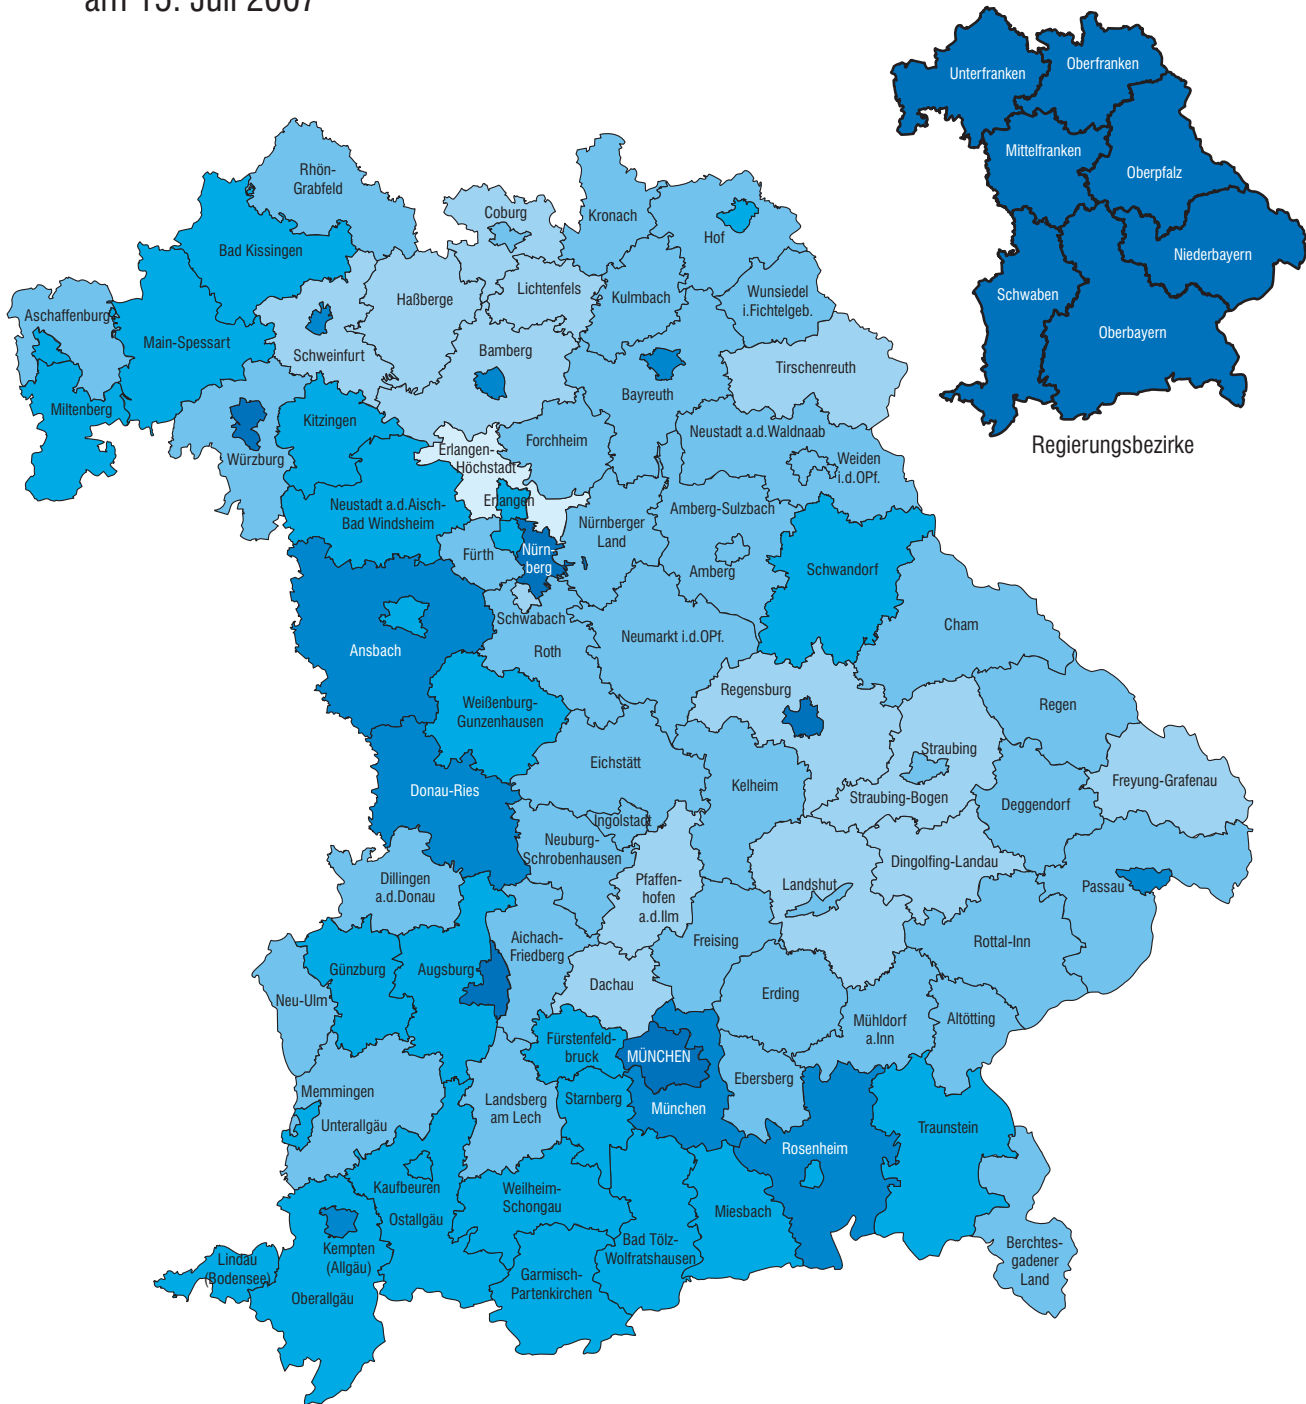 am 15. Juli 2007
Unterfranken
Oberfranken
Mittelfranken
Oberpfalz
Niederbayern
Schwaben
Oberbayern
Regierungsbezirke
Rhön-
Grabfeld
Coburg
Kronach
Hof
Bad Kissingen
Haßberge
Lichtenfels
Kulmbach
Wunsiedel
i.Fichtelgeb.
Aschaffenburg
Main-Spessart
Schweinfurt
Bamberg
Tirschenreuth
Bayreuth
Miltenberg
Kitzingen
Würzburg
Erlangen-
Höchstadt
Forchheim
Neustadt a.d.Waldnaab
Weiden
i.d.OPf.
Neustadt a.d.Aisch-
Bad Windsheim
Erlangen
Nürnberger
Land
Amberg-Sulzbach
Fürth
Nürn-
berg
Amberg
Schwandorf
Ansbach
Schwabach
Roth
Neumarkt i.d.OPf.
Cham
Weißenburg-
Gunzenhausen
Regensburg
Regen
Donau-Ries
Eichstätt
Kelheim
Straubing
Straubing-Bogen
Deggendorf
Freyung-Grafenau
Ingolstadt
Neuburg-
Schrobenhausen
Dillingen
a.d.Donau
Pfaffen-
hofen
a.d.Ilm
Landshut
Dingolfing-Landau
Passau
Aichach-
Friedberg
Freising
Rottal-Inn
Günzburg
Augsburg
Neu-Ulm
Dachau
Erding
Mühldorf
a.Inn
Altötting
Fürstenfeld-
bruck
MÜNCHEN
München
Ebersberg
Memmingen
Unterallgäu
Landsberg
am Lech
Starnberg
Rosenheim
Traunstein
Kaufbeuren
Ostallgäu
Weilheim-
Schongau
Miesbach
Bad Tölz-
Wolfratshausen
Kempten
(Allgäu)
Lindau
(Bodensee)
Oberallgäu
Garmisch-
Partenkirchen
Berchtes-
gadener
Land